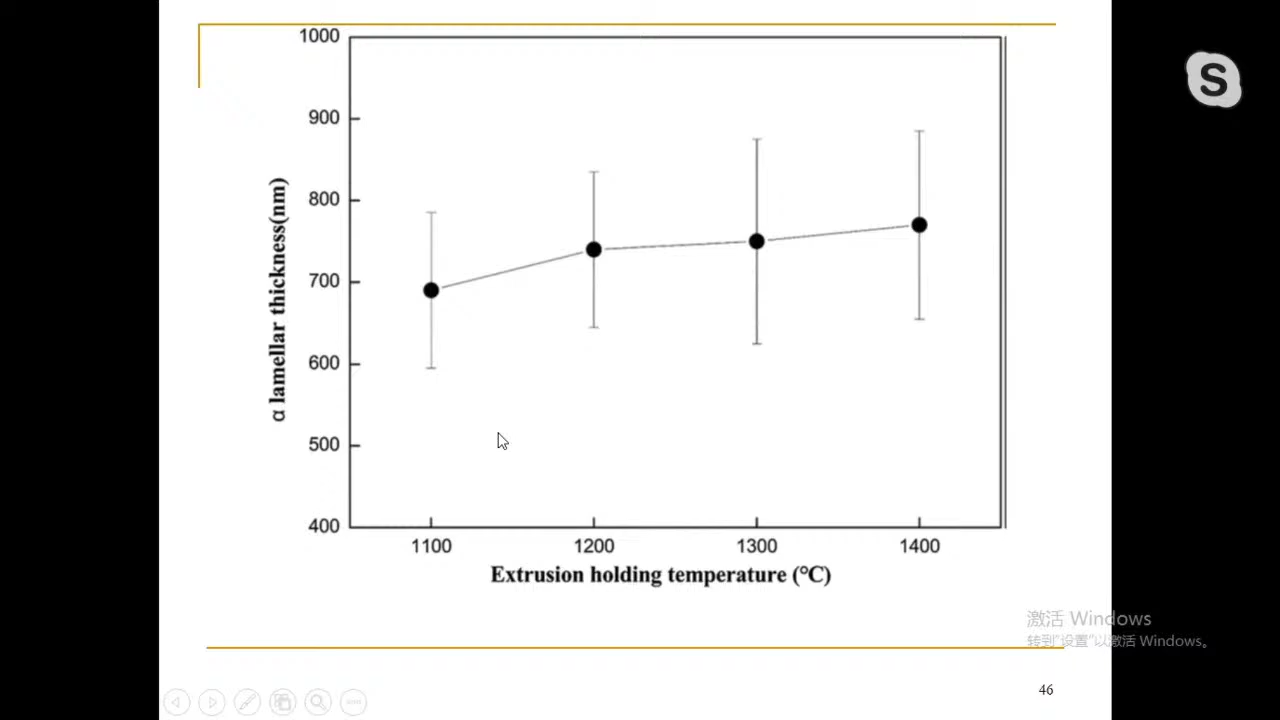 1000
900
800
700
600
500
400
α lamellar thickness(nm)
1100 1200 1300 1400
Extrusion holding temperature (°C)
S
激活 Windows
转到"设置"以激活 Windows。
46